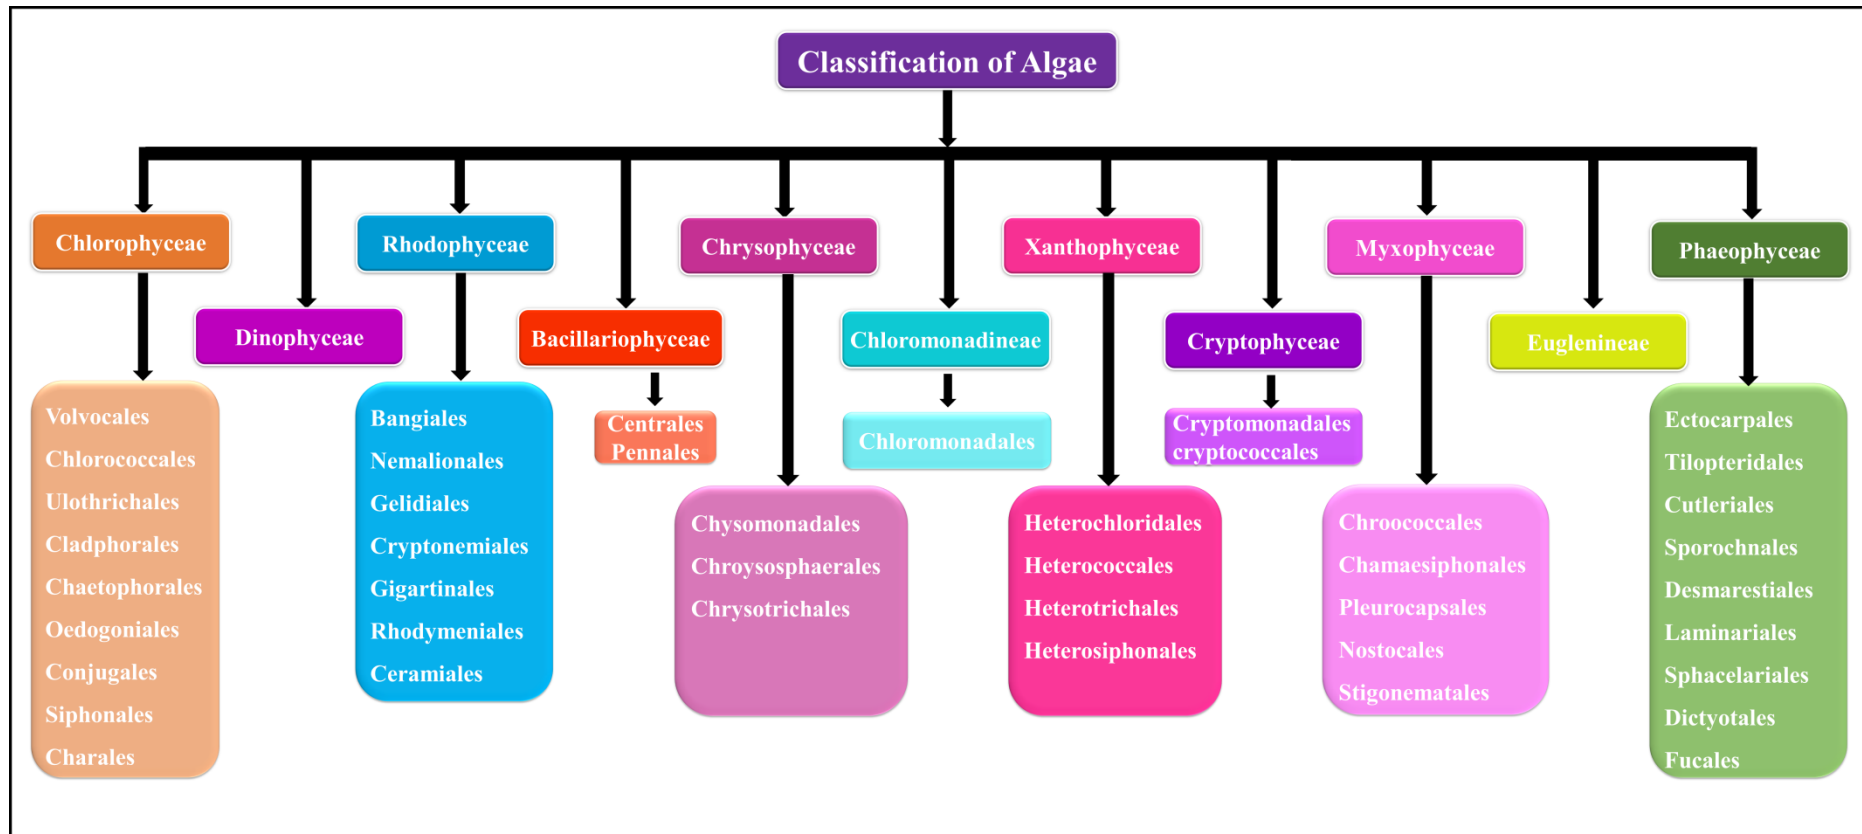 Classification of Algae
Chlorophyceae
Rhodophyceae
Chrysophyceae
Xanthophyceae
Myxophyceae
Phaeophyceae
Dinophyceae
Bacillariophyceae
Chloromonadineae
Cryptophyceae
Euglenineae
Volvocales
Chlorococcales
Ulothrichales
Cladphorales
Chaetophorales
Oedogoniales
Conjugales
Siphonales
Charales
Bangiales
Nemalionales
Gelidiales
Cryptonemiales
Gigartinales
Rhodymeniales
Ceramiales
Centrales
Pennales
Chysomonadales
Chroysosphaerales
Chrysotrichales
Chloromonadales
Heterochloridales
Heterococcales
Heterotrichales
Heterosiphonales
Cryptomonadales
cryptococcales
Chroococcales
Chamaesiphonales
Pleurocapsales
Nostocales
Stigonematales
Ectocarpales
Tilopteridales
Cutleriales
Sporochnales
Desmarestiales
Laminariales
Sphacelariales
Dictyotales
Fucales